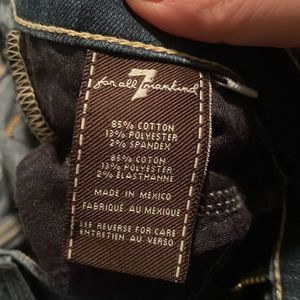 7
for all mankind
85% COTTON
13% POLYESTER
2% SPANDEX
85% COTON
13% POLYESTER
2% ÉLASTHANNE
MADE IN MEXICO
FABRIQUÉ AU MEXIQUE
SEE REVERSE FOR CARE
ENTRETIEN AU VERSO